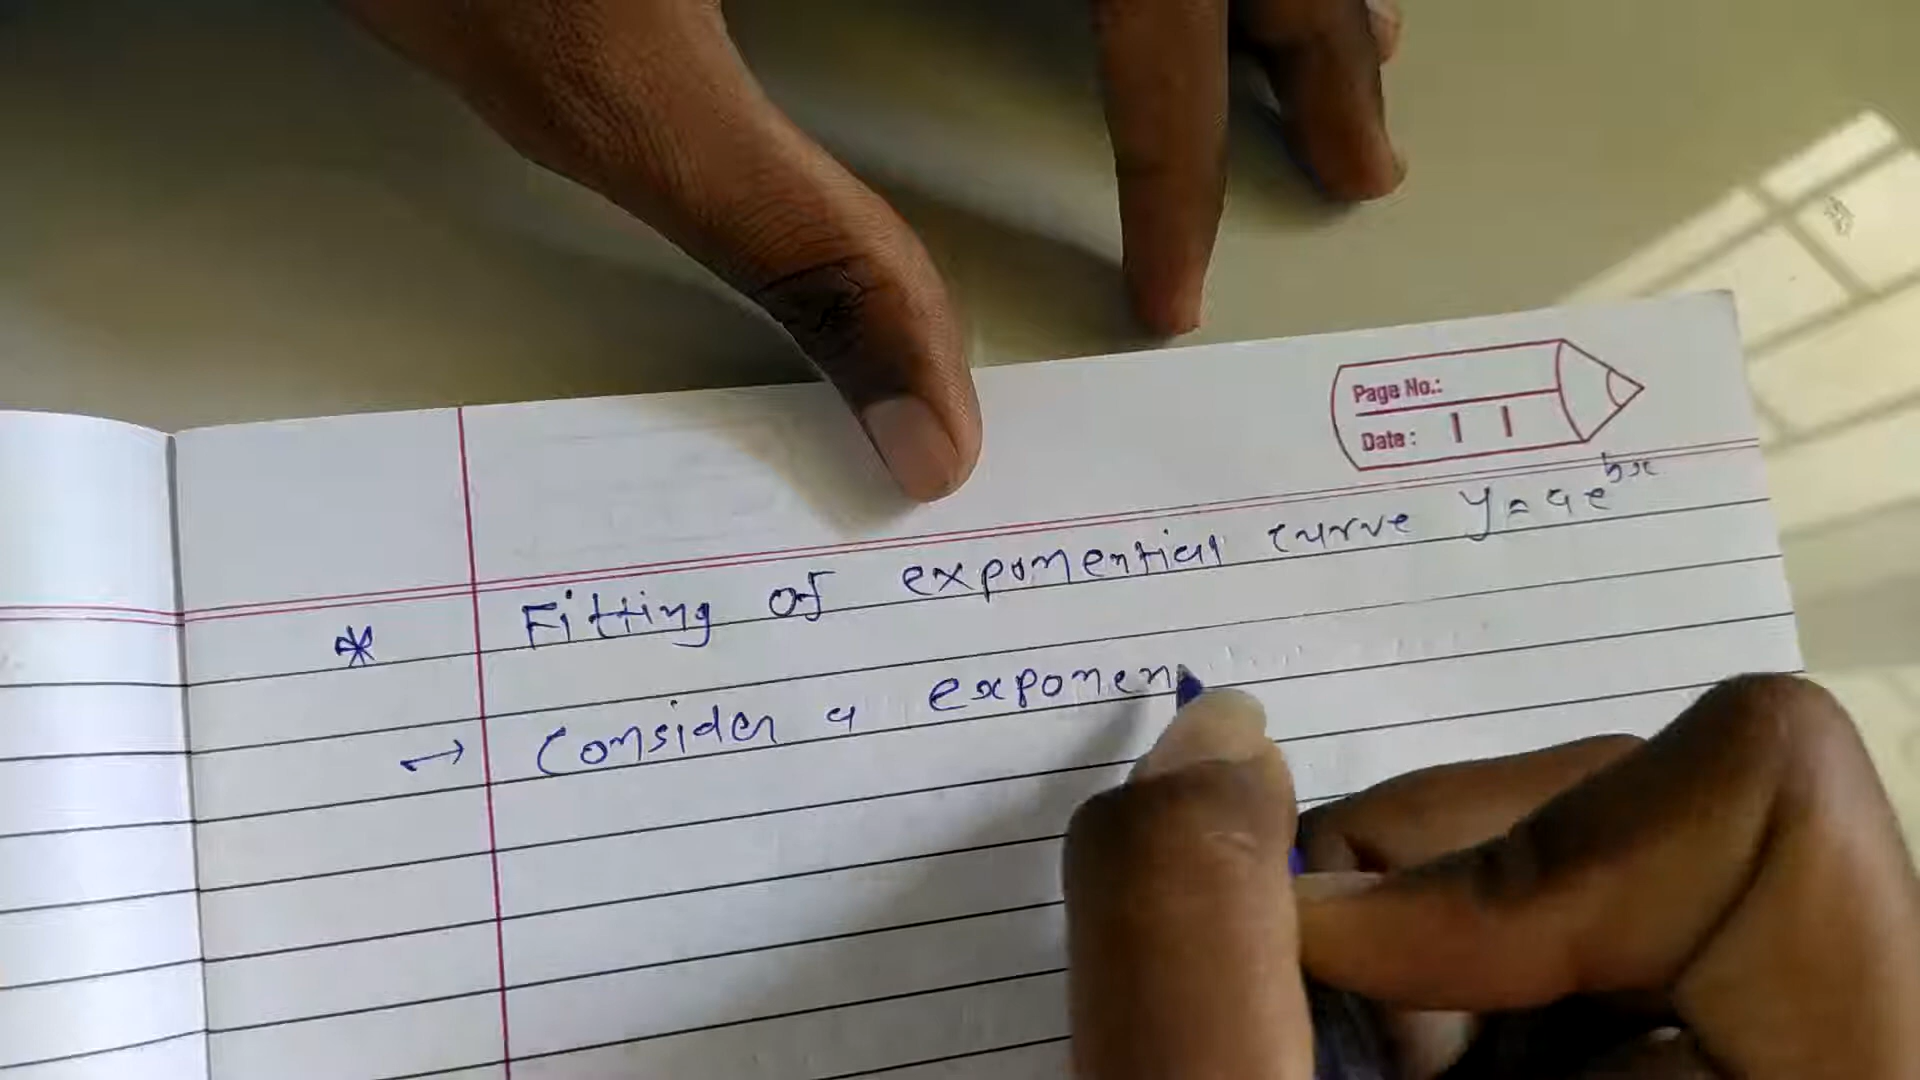 Page No.:
Date: / /
* Fitting of exponential curve y = ae^bx
→ Consider a exponen